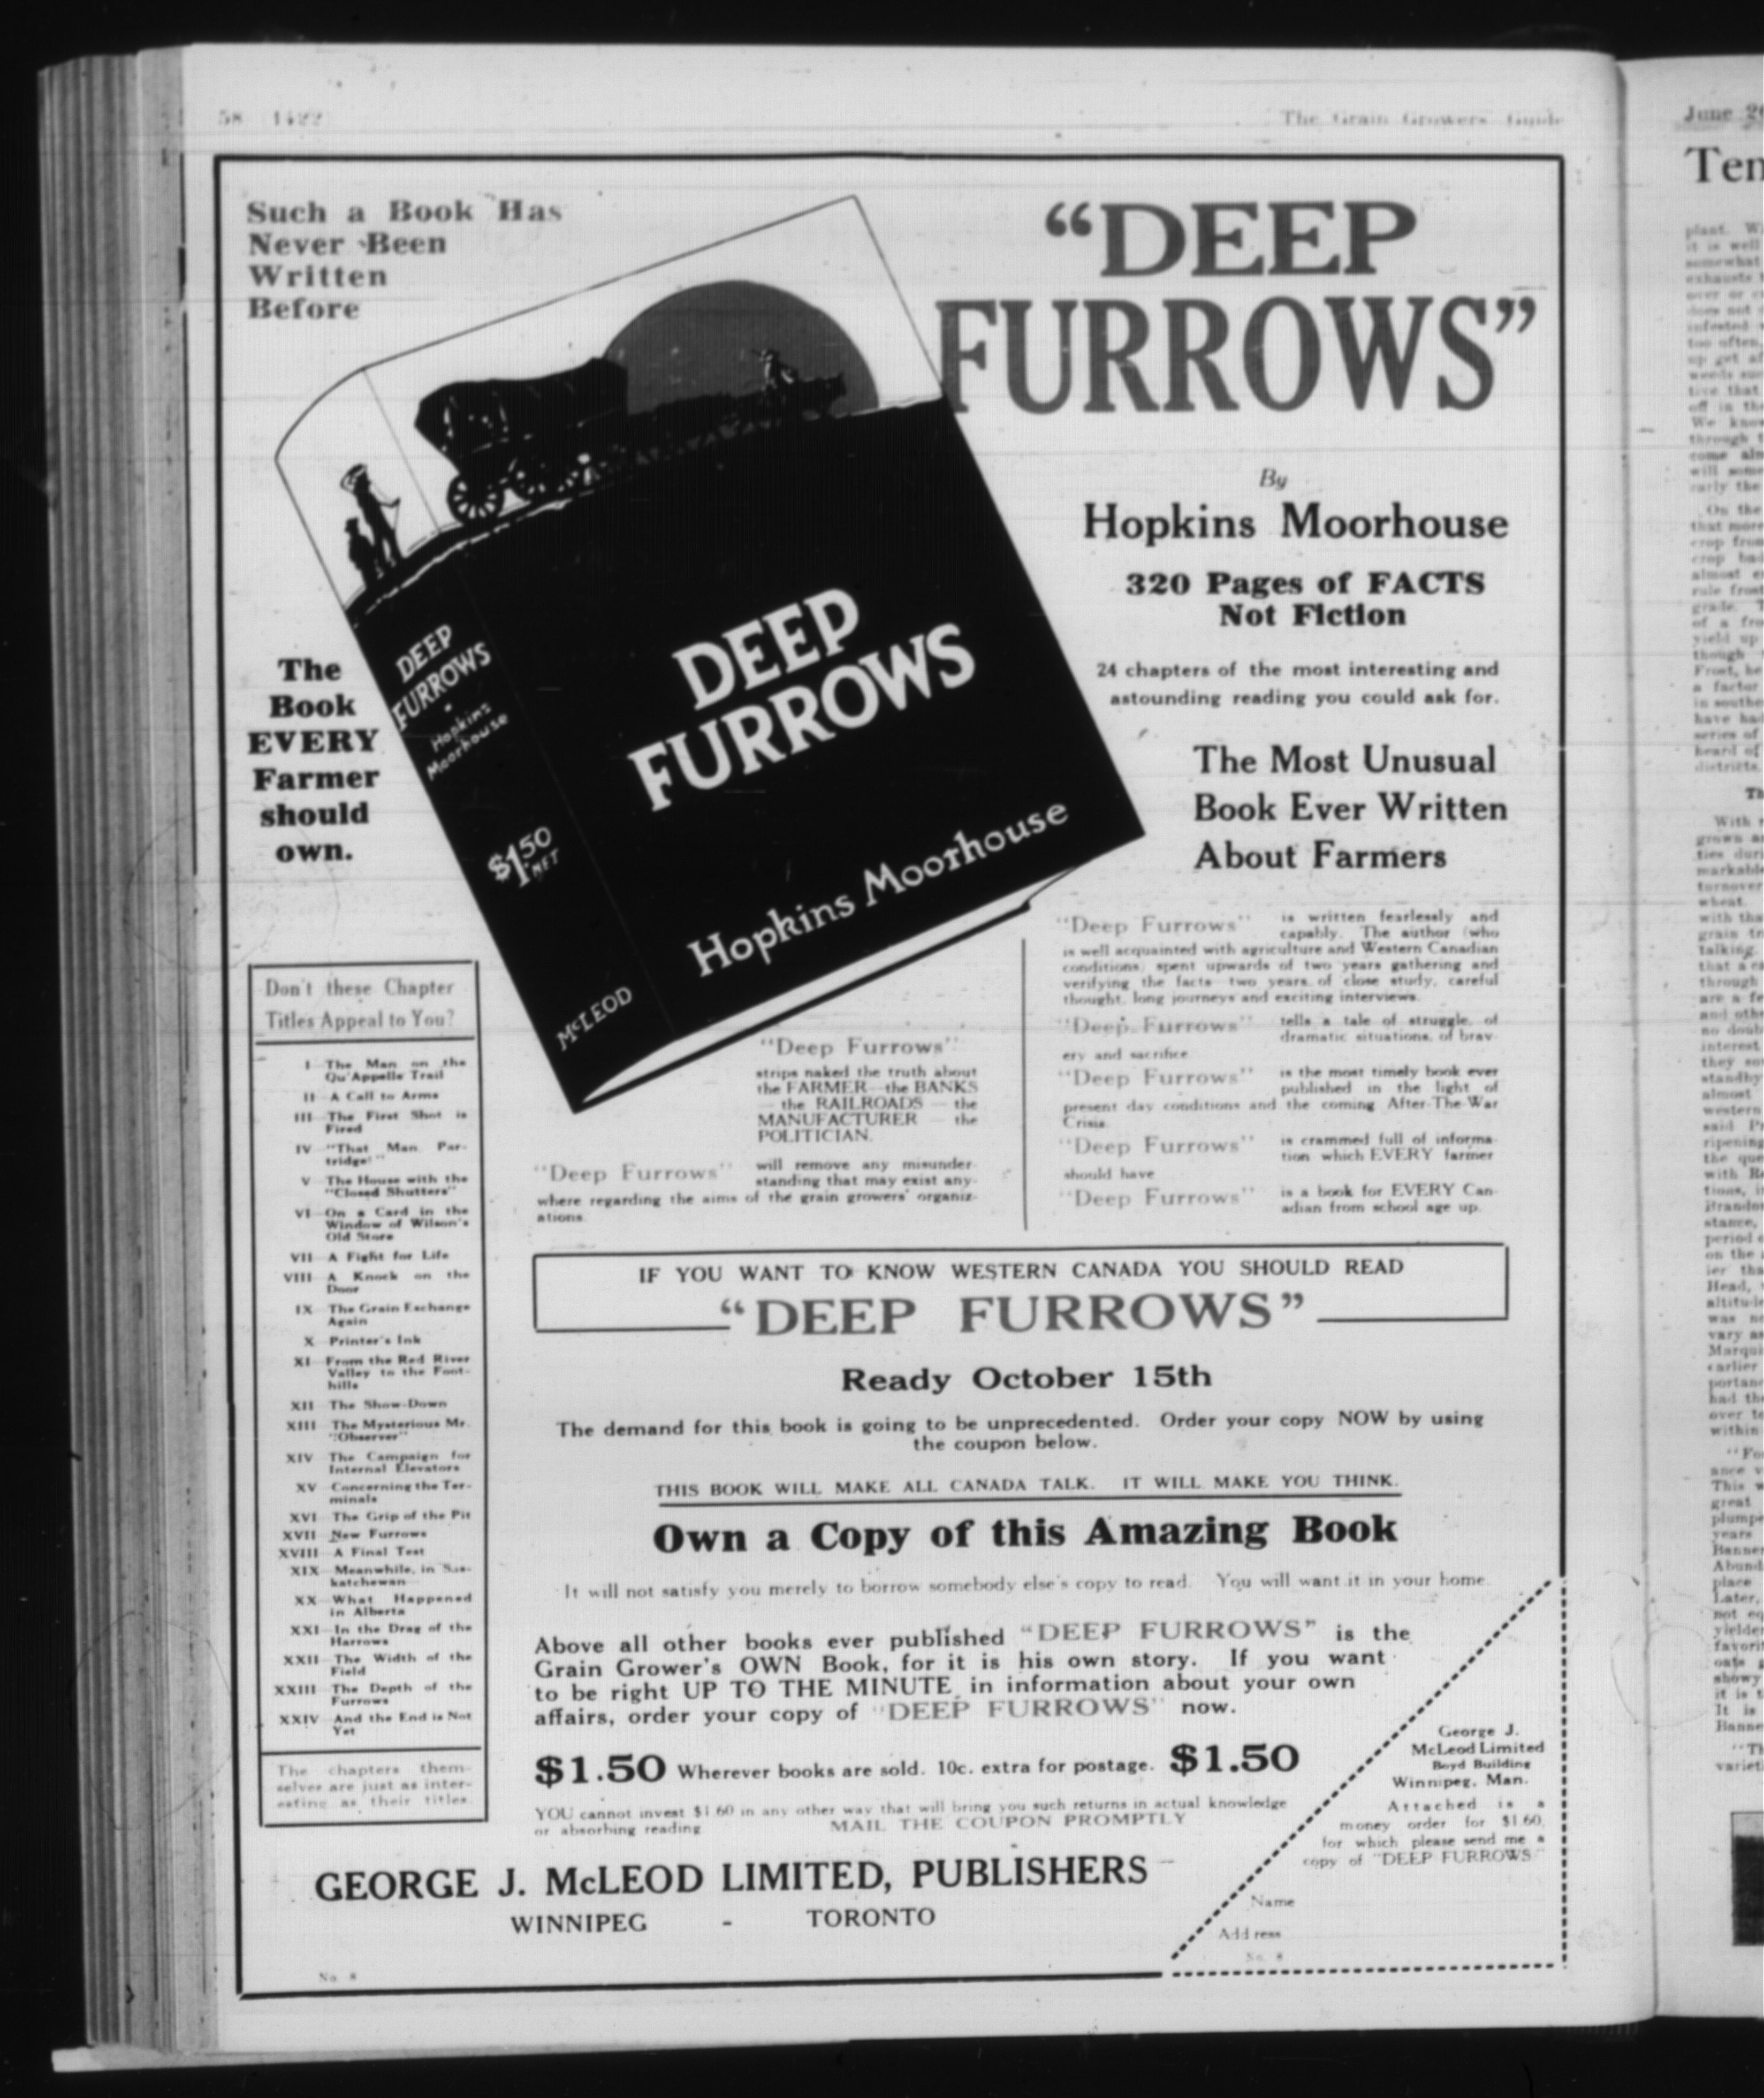 58 1422
The Grain Growers' Guide
Such a Book Has
Never Been
Written
Before
"DEEP
FURROWS"
By
Hopkins Moorhouse
320 Pages of FACTS
Not Fiction
24 chapters of the most interesting and
astounding reading you could ask for.
The Most Unusual
Book Ever Written
About Farmers
The
Book
EVERY
Farmer
should
own.
DEEP
FURROWS
Hopkins
Moorhouse
$1.50
NET
McLEOD
DEEP
FURROWS
Hopkins Moorhouse
"Deep Furrows" is written fearlessly and
capably. The author (who
is well acquainted with agriculture and Western Canadian
conditions) spent upwards of two years gathering and
verifying the facts—two years of close study, careful
thought, long journeys and exciting interviews.
"Deep Furrows" tells a tale of struggle, of
dramatic situations, of brav-
ery and sacrifice.
"Deep Furrows" is the most timely book ever
published in the light of
present day conditions and the coming After-The-War
Crisis.
"Deep Furrows" is crammed full of informa-
tion which EVERY farmer
should have
"Deep Furrows" is a book for EVERY Can-
adian from school age up.
"Deep Furrows"
strips naked the truth about
the FARMER—the BANKS
— the RAILROADS — the
MANUFACTURER — the
POLITICIAN.
"Deep Furrows" will remove any misunder-
standing that may exist any-
where regarding the aims of the grain growers' organiz-
ations.
Don't these Chapter
Titles Appeal to You?
I—The Man on the
Qu'Appelle Trail
II—A Call to Arms
III—The First Shot is
Fired
IV—"That Man Par-
tridge!"
V—The House with the
"Closed Shutters"
VI—On a Card in the
Window of Wilson's
Old Store
VII—A Fight for Life
VIII—A Knock on the
Door
IX—The Grain Exchange
Again
X—Printer's Ink
XI—From the Red River
Valley to the Foot-
hills
XII—The Show-Down
XIII—The Mysterious Mr.
"Observer"
XIV—The Campaign for
Internal Elevators
XV—Concerning the Ter-
minals
XVI—The Grip of the Pit
XVII—New Furrows
XVIII—A Final Test
XIX—Meanwhile, in Sas-
katchewan
XX—What Happened
in Alberta
XXI—In the Drag of the
Harrows
XXII—The Width of the
Field
XXIII—The Depth of the
Furrows
XXIV—And the End is Not
Yet
The chapters them-
selves are just as inter-
esting as their titles.
IF YOU WANT TO KNOW WESTERN CANADA YOU SHOULD READ
"DEEP FURROWS"
Ready October 15th
The demand for this book is going to be unprecedented. Order your copy NOW by using
the coupon below.
THIS BOOK WILL MAKE ALL CANADA TALK. IT WILL MAKE YOU THINK.
Own a Copy of this Amazing Book
It will not satisfy you merely to borrow somebody else's copy to read. You will want it in your home.
Above all other books ever published "DEEP FURROWS" is the
Grain Grower's OWN Book, for it is his own story. If you want
to be right UP TO THE MINUTE in information about your own
affairs, order your copy of "DEEP FURROWS" now.
$1.50 Wherever books are sold. 10c. extra for postage. $1.50
YOU cannot invest $1.60 in any other way that will bring you such returns in actual knowledge
or absorbing reading MAIL THE COUPON PROMPTLY
GEORGE J. McLEOD LIMITED, PUBLISHERS
WINNIPEG - TORONTO
No. 8
George J.
McLeod Limited
Boyd Building
Winnipeg, Man.
Attached is a
money order for $1.60,
for which please send me a
copy of "DEEP FURROWS."
Name
Address
No. 8
June 2
Ten